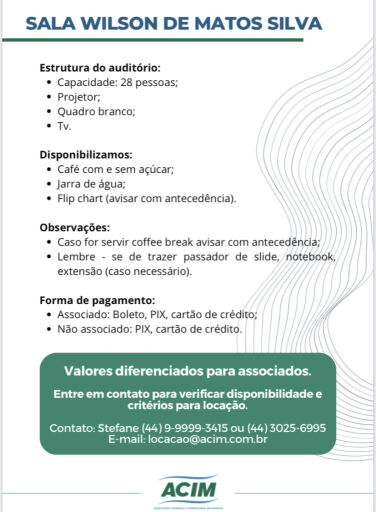 SALA WILSON DE MATOS SILVA
Estrutura do auditório:
• Capacidade: 28 pessoas;
• Projetor;
• Quadro branco;
• Tv.
Disponibilizamos:
• Café com e sem açúcar;
• Jarra de água;
• Flip chart (avisar com antecedência).
Observações:
• Caso for servir coffee break avisar com antecedência;
• Lembre - se de trazer passador de slide, notebook,
extensão (caso necessário).
Forma de pagamento:
• Associado: Boleto, PIX, cartão de crédito;
• Não associado: PIX, cartão de crédito.
Valores diferenciados para associados.
Entre em contato para verificar disponibilidade e
critérios para locação.
Contato: Stefane (44) 9-9999-3415 ou (44) 3025-6995
E-mail: locacao@acim.com.br
ACIM